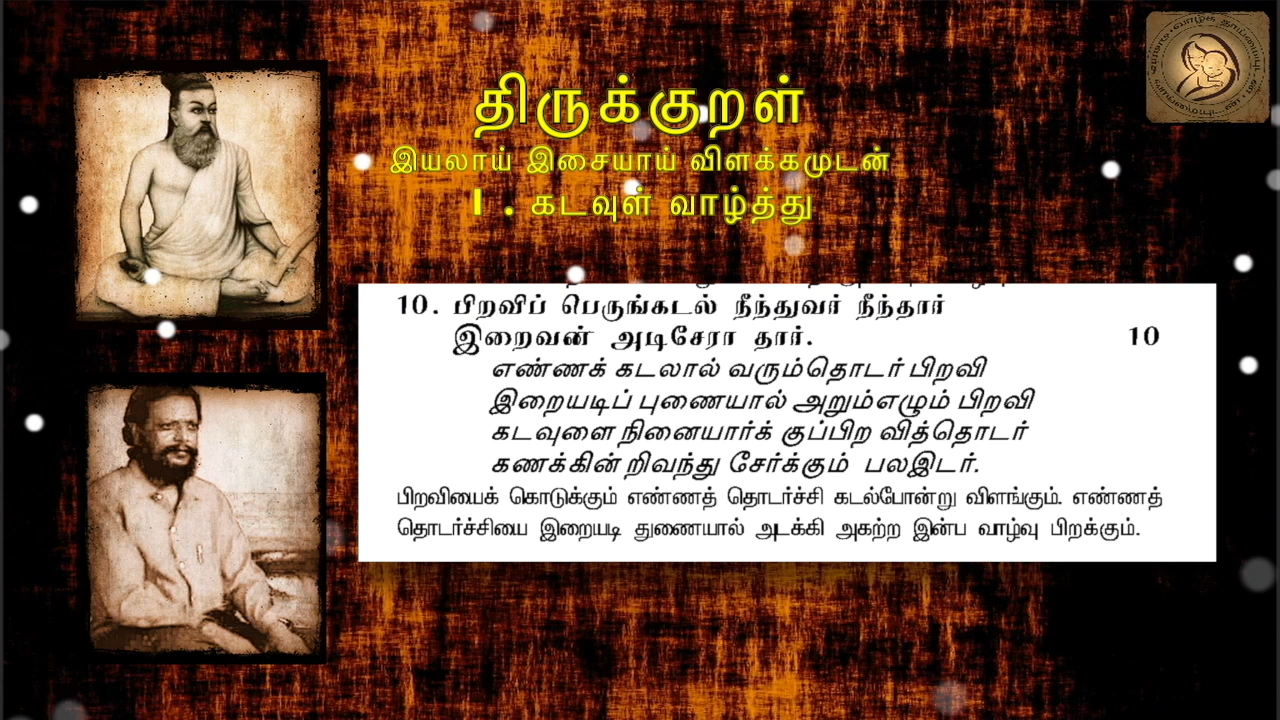 திருக்குறள்
இயலாய் இசையாய் விளக்கமுடன்
1 . கடவுள் வாழ்த்து
10. பிறவிப் பெருங்கடல் நீந்துவர் நீந்தார்
இறைவன் அடிசேரா தார். 10
எண்ணக் கடலால் வரும்தொடர் பிறவி
இறையடிப் புணையால் அறும்எழும் பிறவி
கடவுளை நினையார்க் குப்பிற வித்தொடர்
கணக்கின் றிவந்து சேர்க்கும் பலஇடர்.
பிறவியைக் கொடுக்கும் எண்ணத் தொடர்ச்சி கடல்போன்று விளங்கும். எண்ணத்
தொடர்ச்சியை இறையடி துணையால் அடக்கி அகற்ற இன்ப வாழ்வு பிறக்கும்.